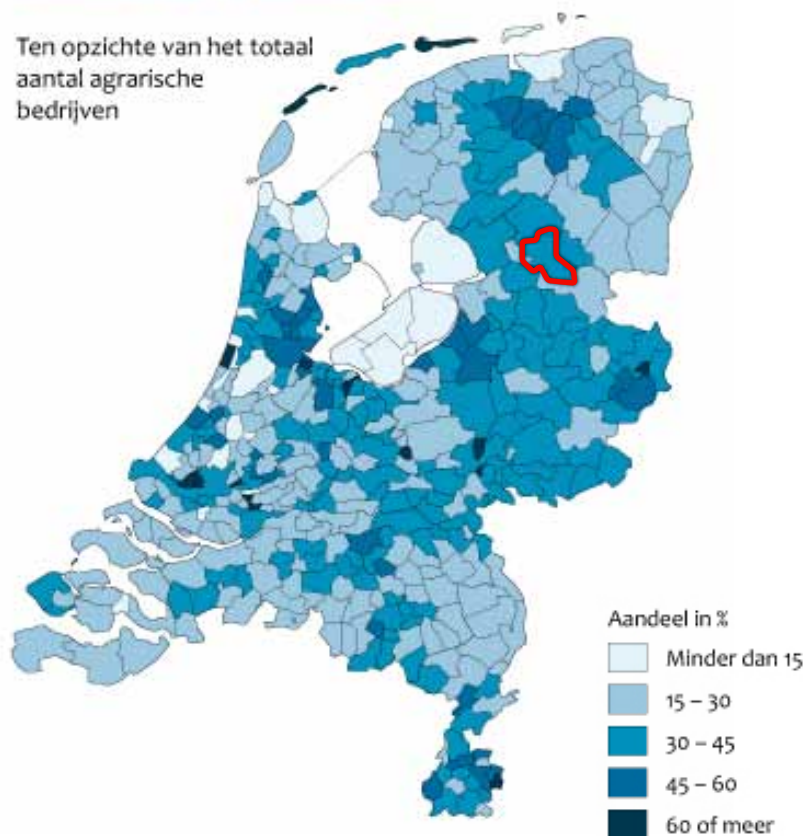 Ten opzichte van het totaal
aantal agrarische
bedrijven
Aandeel in %
Minder dan 15
15 – 30
30 – 45
45 – 60
60 of meer